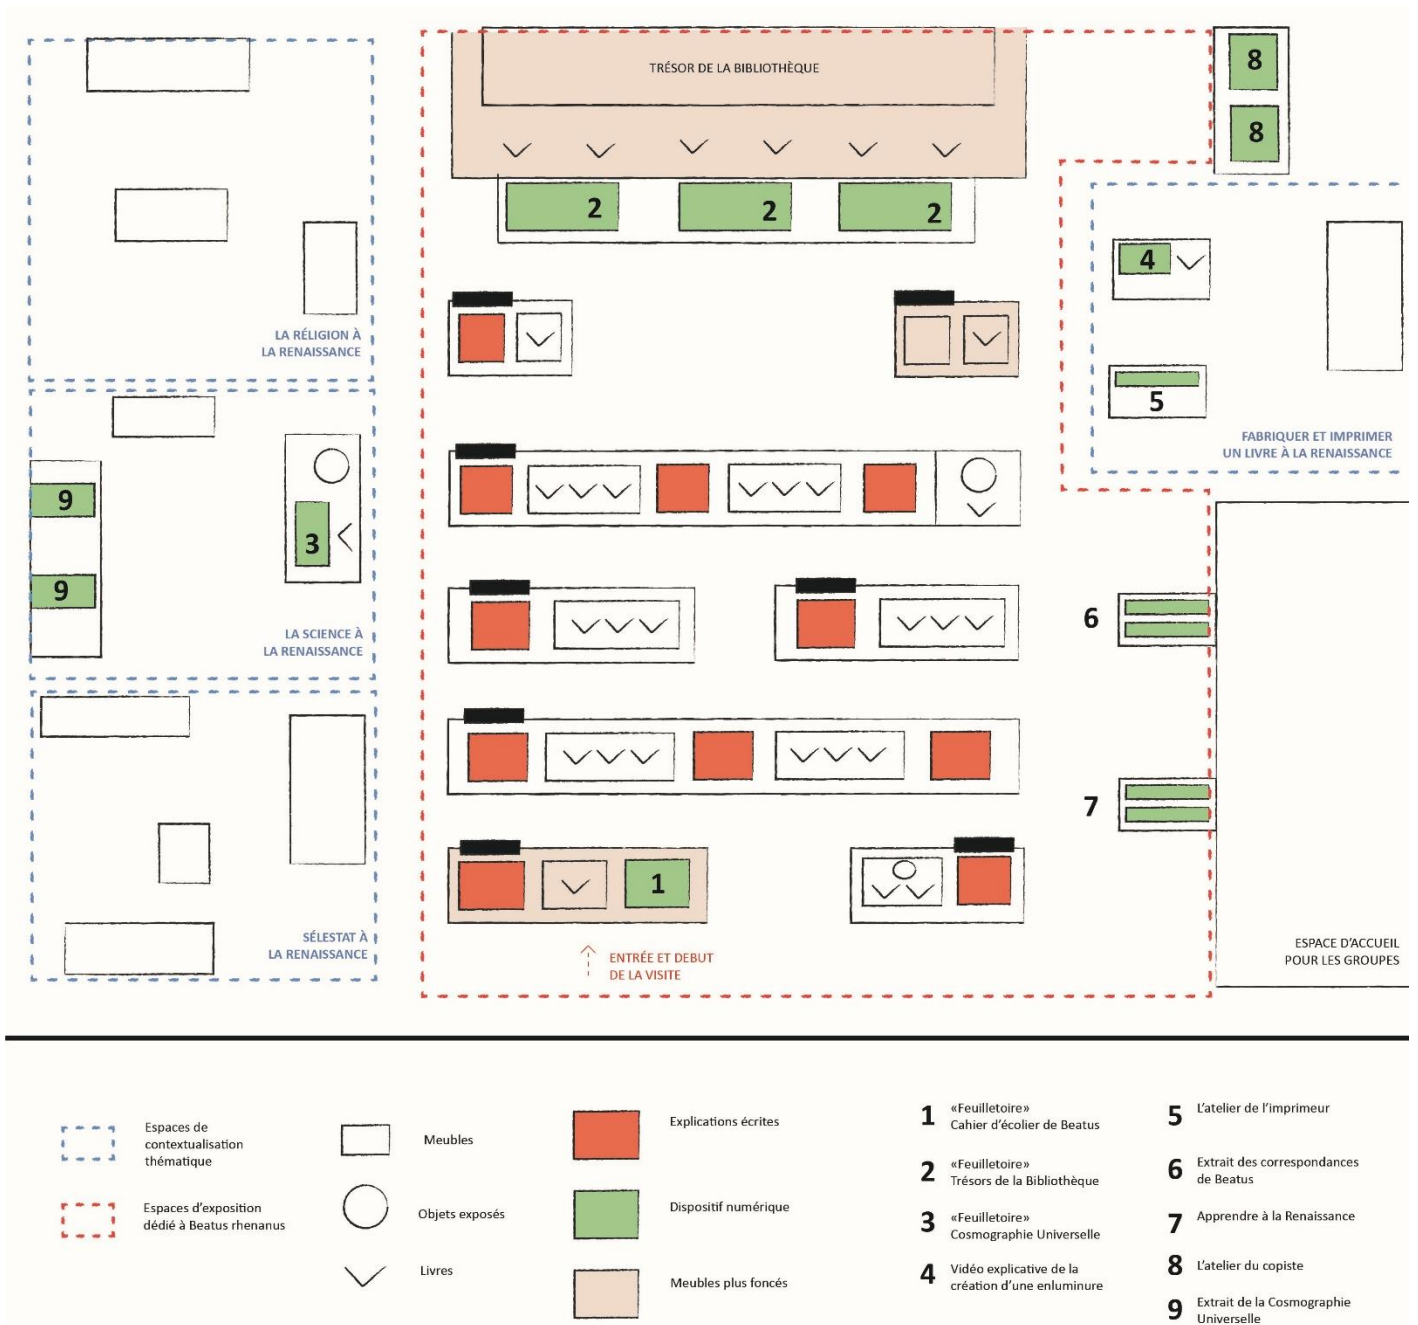 TRÉSOR DE LA BIBLIOTHÈQUE
8
8
2
2
2
4
5
LA RÉLIGION À
LA RENAISSANCE
FABRIQUER ET IMPRIMER
UN LIVRE À LA RENAISSANCE
9
3
9
LA SCIENCE À
LA RENAISSANCE
6
7
1
SÉLESTAT À
LA RENAISSANCE
ENTRÉE ET DEBUT
DE LA VISITE
ESPACE D'ACCUEIL
POUR LES GROUPES
Espaces de
contextualisation
thématique
Espaces d'exposition
dédié à Beatus rhenanus
Meubles
Objets exposés
Livres
Explications écrites
Dispositif numérique
Meubles plus foncés
1 «Feuilletoire»
Cahier d'écolier de Beatus
2 «Feuilletoire»
Trésors de la Bibliothèque
3 «Feuilletoire»
Cosmographie Universelle
4 Vidéo explicative de la
création d'une enluminure
5 L'atelier de l'imprimeur
6 Extrait des correspondances
de Beatus
7 Apprendre à la Renaissance
8 L'atelier du copiste
9 Extrait de la Cosmographie
Universelle